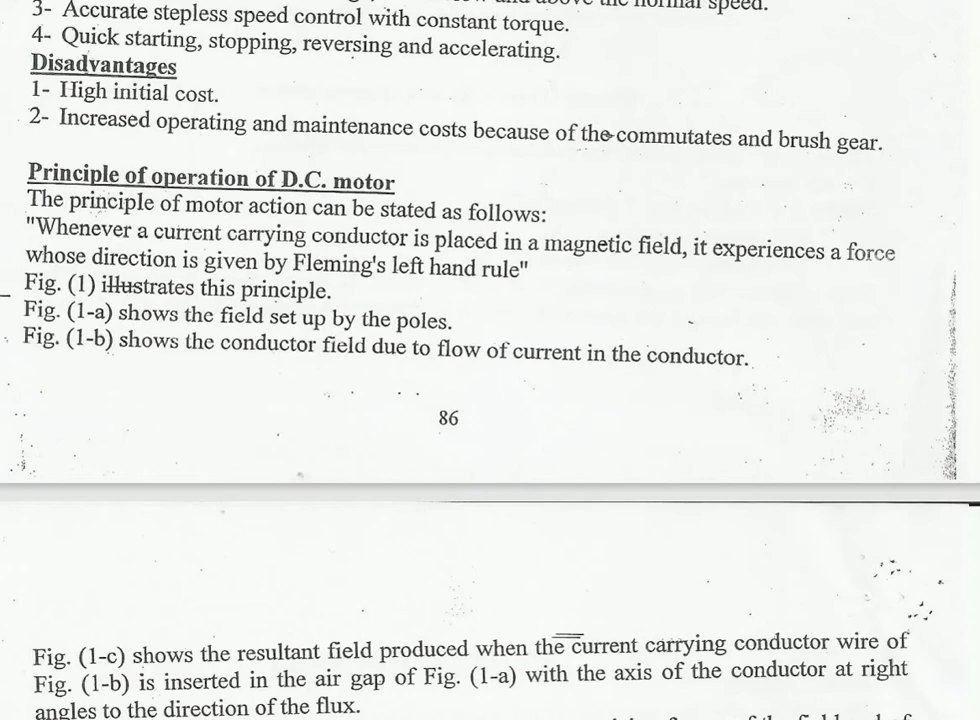 the normal speed.
3- Accurate stepless speed control with constant torque.
4- Quick starting, stopping, reversing and accelerating.
Disadvantages
1- High initial cost.
2- Increased operating and maintenance costs because of the commutates and brush gear.
Principle of operation of D.C. motor
The principle of motor action can be stated as follows:
"Whenever a current carrying conductor is placed in a magnetic field, it experiences a force
whose direction is given by Fleming's left hand rule"
Fig. (1) illustrates this principle.
Fig. (1-a) shows the field set up by the poles.
Fig. (1-b) shows the conductor field due to flow of current in the conductor.
86
Fig. (1-c) shows the resultant field produced when the current carrying conductor wire of
Fig. (1-b) is inserted in the air gap of Fig. (1-a) with the axis of the conductor at right
angles to the direction of the flux.